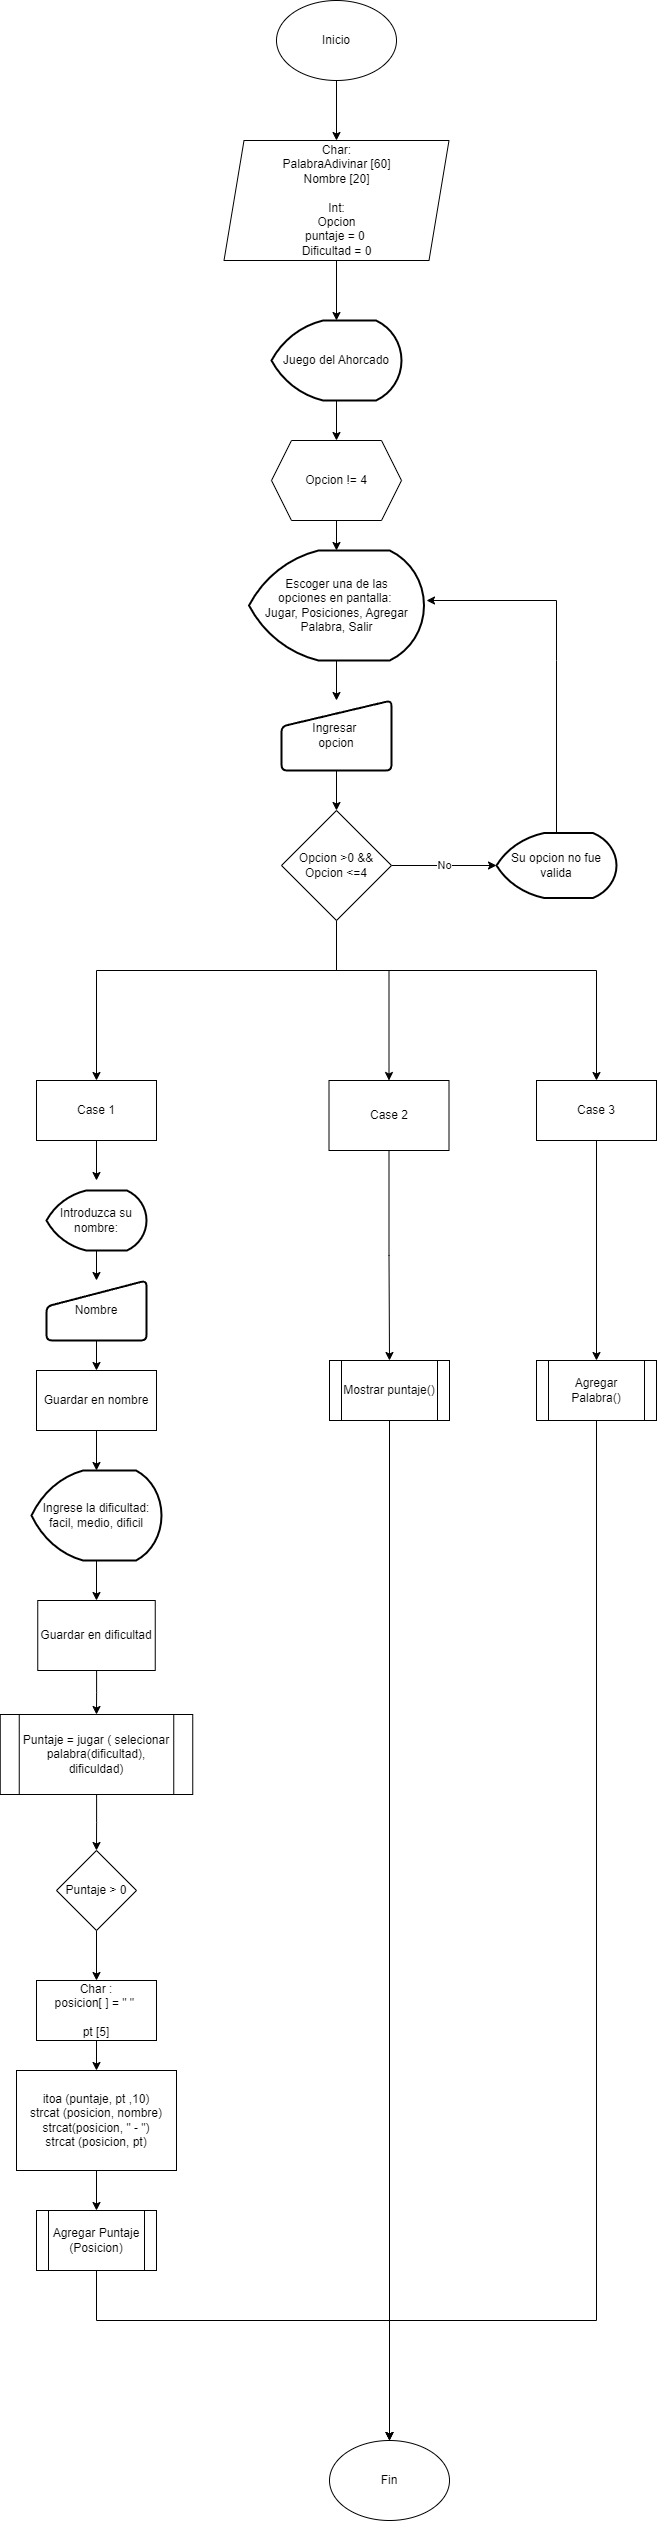 Inicio
Char:
PalabraAdivinar [60]
Nombre [20]
Int:
Opcion
puntaje = 0
Dificultad = 0
Juego del Ahorcado
Opcion != 4
Escoger una de las
opciones en pantalla:
Jugar, Posiciones, Agregar
Palabra, Salir
Ingresar
opcion
Opcion >0 &&
Opcion <=4
No
Su opcion no fue
valida
Case 1
Case 2
Case 3
Introduzca su
nombre:
Nombre
Guardar en nombre
Mostrar puntaje()
Agregar
Palabra()
Ingrese la dificultad:
facil, medio, dificil
Guardar en dificultad
Puntaje = jugar ( selecionar
palabra(dificultad),
dificuldad)
Puntaje > 0
Char :
posicion[ ] = " "
pt [5]
itoa (puntaje, pt ,10)
strcat (posicion, nombre)
strcat(posicion, " - ")
strcat (posicion, pt)
Agregar Puntaje
(Posicion)
Fin